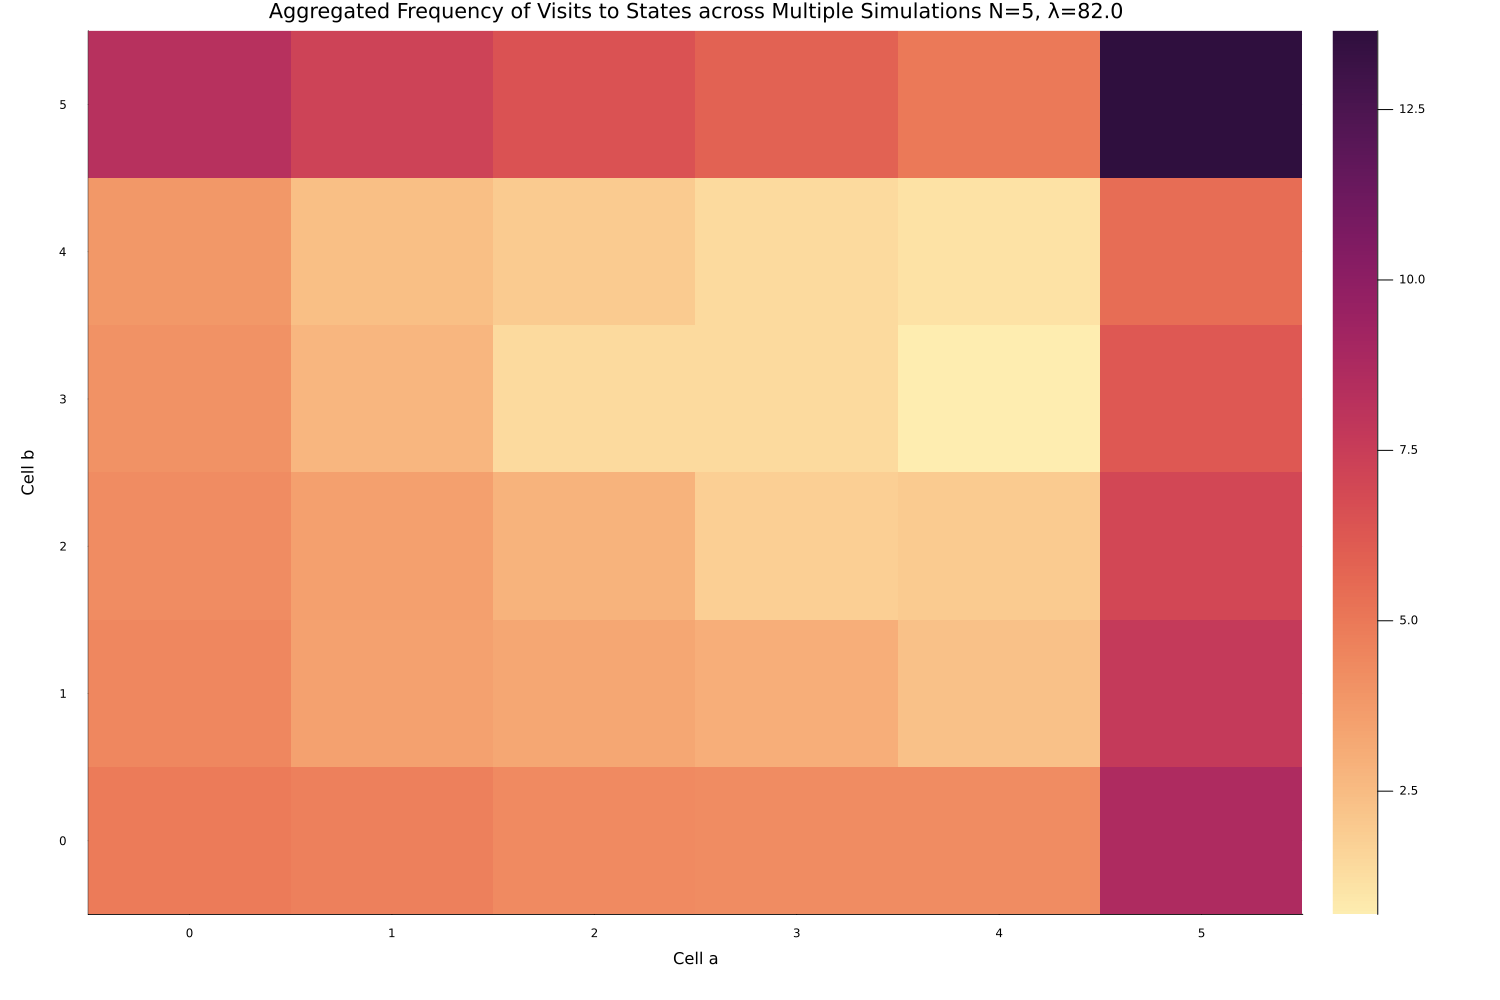 Aggregated Frequency of Visits to States across Multiple Simulations N=5, λ=82.0
5
4
3
2
1
0
Cell b
0 1 2 3 4 5
Cell a
12.5
10.0
7.5
5.0
2.5